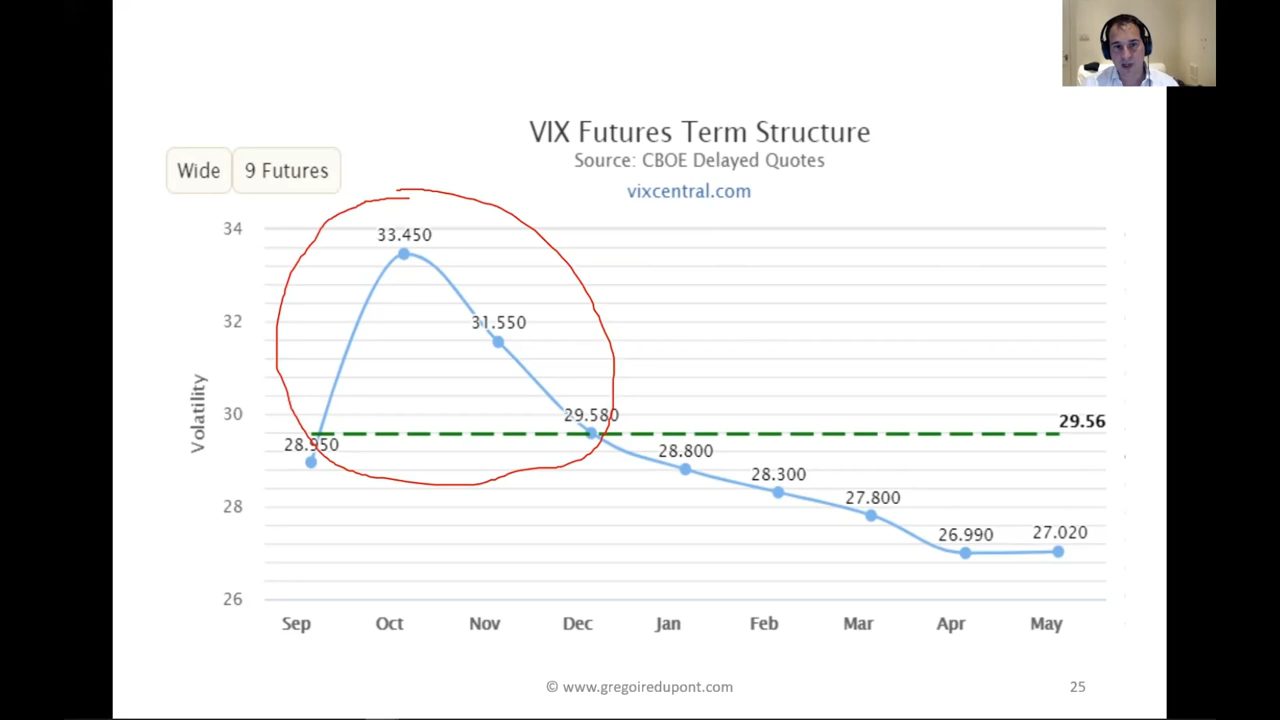 VIX Futures Term Structure
Source: CBOE Delayed Quotes
vixcentral.com
Wide 9 Futures
34
33.450
32
31.550
30
29.580
29.56
28.950
28.800
28.300
28
27.800
26.990
27.020
26
Volatility
Sep Oct Nov Dec Jan Feb Mar Apr May
© www.gregoiredupont.com
25